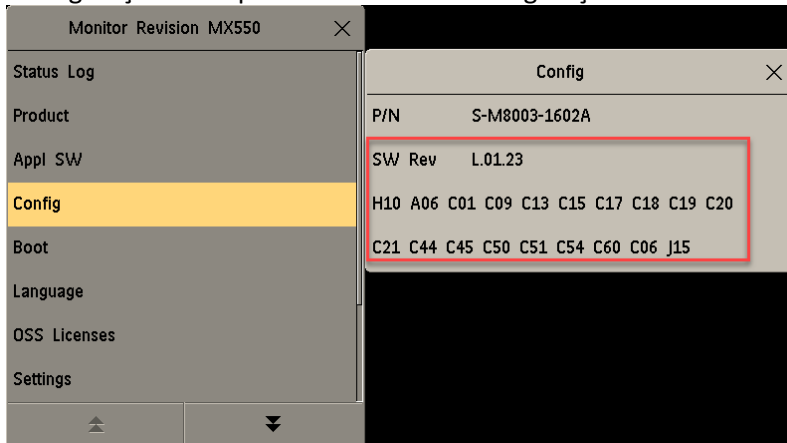 Monitor Revision MX550
Status Log
Product
Appl SW
Config
Boot
Language
OSS Licenses
Settings
Config
P/N S-M8003-1602A
SW Rev L.01.23
H10 A06 C01 C09 C13 C15 C17 C18 C19 C20
C21 C44 C45 C50 C51 C54 C60 C06 J15